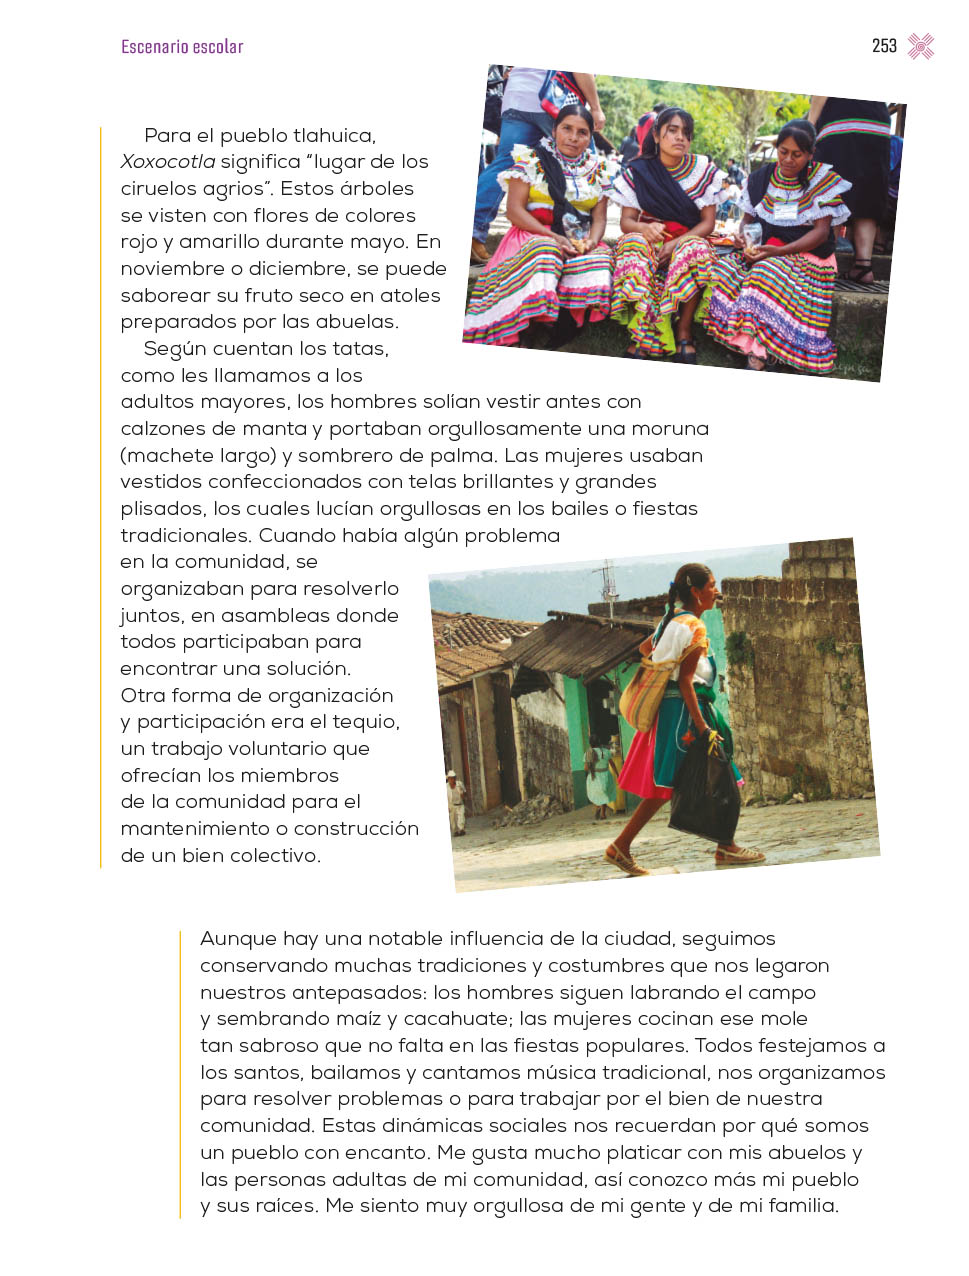 Escenario escolar
253
Para el pueblo tlahuica,
Xoxocotla significa “lugar de los
ciruelos agrios”. Estos árboles
se visten con flores de colores
rojo y amarillo durante mayo. En
noviembre o diciembre, se puede
saborear su fruto seco en atoles
preparados por las abuelas.
Según cuentan los tatas,
como les llamamos a los
adultos mayores, los hombres solían vestir antes con
calzones de manta y portaban orgullosamente una moruna
(machete largo) y sombrero de palma. Las mujeres usaban
vestidos confeccionados con telas brillantes y grandes
plisados, los cuales lucían orgullosas en los bailes o fiestas
tradicionales. Cuando había algún problema
en la comunidad, se
organizaban para resolverlo
juntos, en asambleas donde
todos participaban para
encontrar una solución.
Otra forma de organización
y participación era el tequio,
un trabajo voluntario que
ofrecían los miembros
de la comunidad para el
mantenimiento o construcción
de un bien colectivo.
Aunque hay una notable influencia de la ciudad, seguimos
conservando muchas tradiciones y costumbres que nos legaron
nuestros antepasados: los hombres siguen labrando el campo
y sembrando maíz y cacahuate; las mujeres cocinan ese mole
tan sabroso que no falta en las fiestas populares. Todos festejamos a
los santos, bailamos y cantamos música tradicional, nos organizamos
para resolver problemas o para trabajar por el bien de nuestra
comunidad. Estas dinámicas sociales nos recuerdan por qué somos
un pueblo con encanto. Me gusta mucho platicar con mis abuelos y
las personas adultas de mi comunidad, así conozco más mi pueblo
y sus raíces. Me siento muy orgullosa de mi gente y de mi familia.